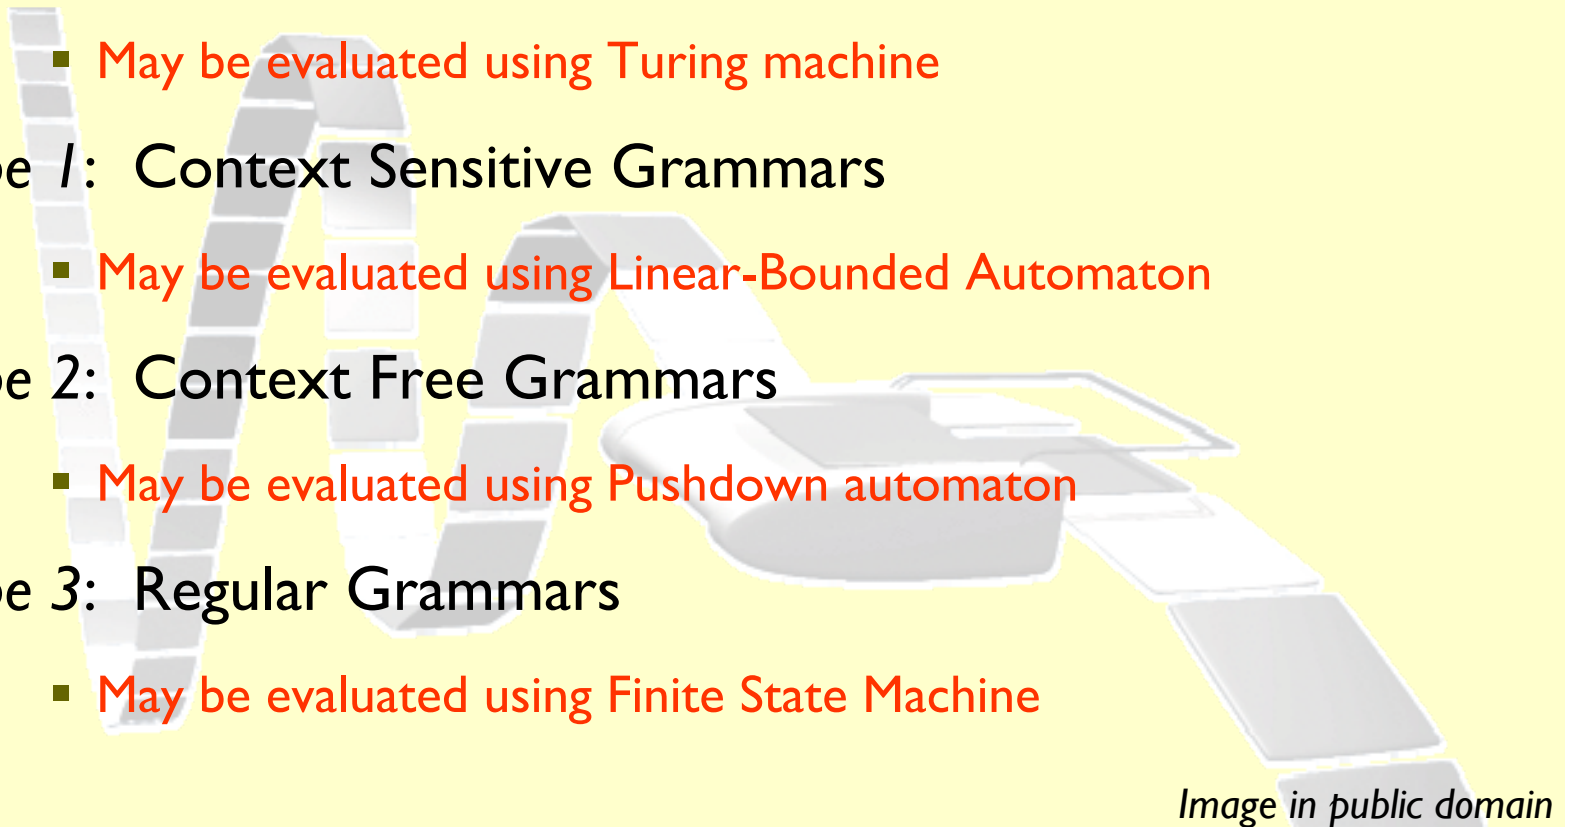 ▪ May be evaluated using Turing machine
e 1: Context Sensitive Grammars
▪ May be evaluated using Linear-Bounded Automaton
e 2: Context Free Grammars
▪ May be evaluated using Pushdown automaton
e 3: Regular Grammars
▪ May be evaluated using Finite State Machine
Image in public domain